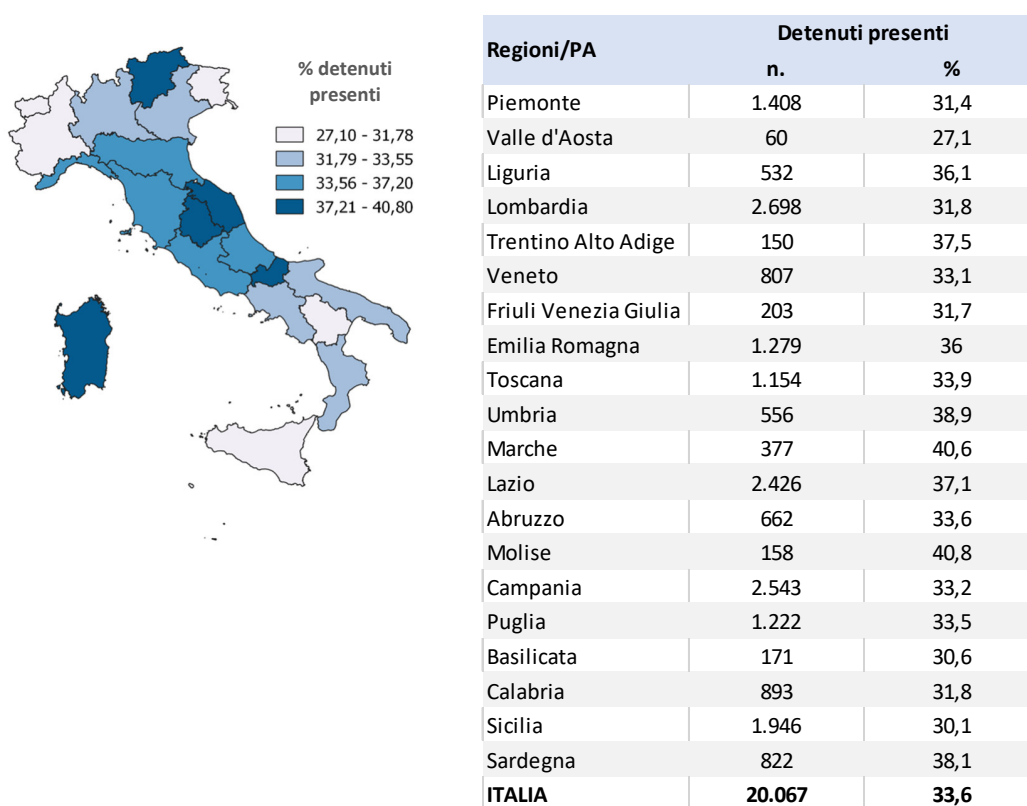 % detenuti
presenti
27,10 - 31,78
31,79 - 33,55
33,56 - 37,20
37,21 - 40,80
Regioni/PA Detenuti presenti
n. %
Piemonte 1.408 31,4
Valle d'Aosta 60 27,1
Liguria 532 36,1
Lombardia 2.698 31,8
Trentino Alto Adige 150 37,5
Veneto 807 33,1
Friuli Venezia Giulia 203 31,7
Emilia Romagna 1.279 36
Toscana 1.154 33,9
Umbria 556 38,9
Marche 377 40,6
Lazio 2.426 37,1
Abruzzo 662 33,6
Molise 158 40,8
Campania 2.543 33,2
Puglia 1.222 33,5
Basilicata 171 30,6
Calabria 893 31,8
Sicilia 1.946 30,1
Sardegna 822 38,1
ITALIA 20.067 33,6